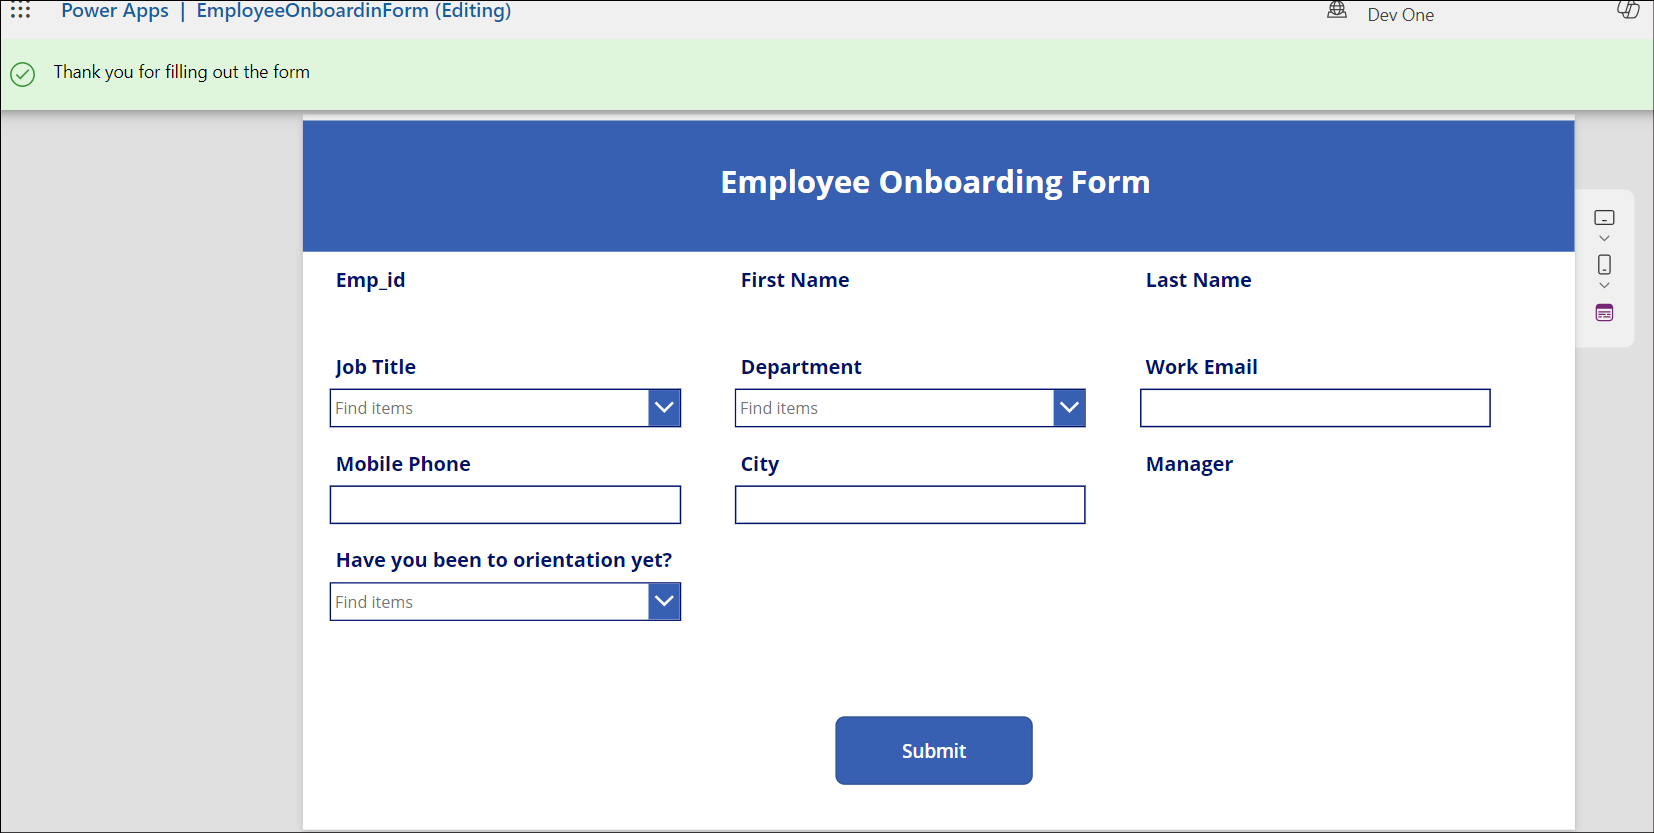 Power Apps | EmployeeOnboardinForm (Editing)
Dev One
Thank you for filling out the form
Employee Onboarding Form
Emp_id First Name Last Name
Job Title Department Work Email
Find items Find items
Mobile Phone City Manager
Have you been to orientation yet?
Find items
Submit